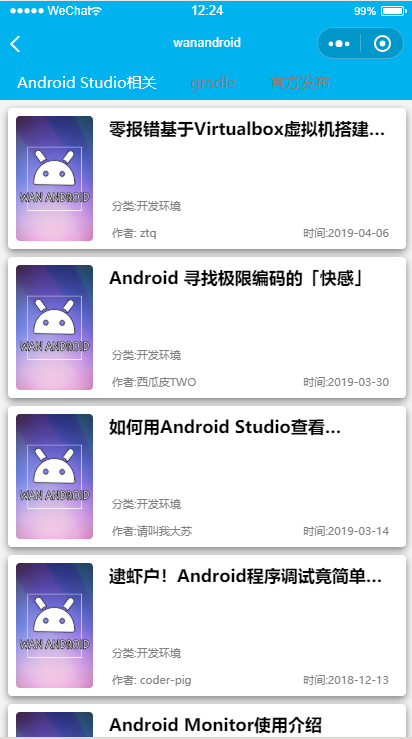 WeChat 12:24 99%
wanandroid
Android Studio相关 gradle 官方发布
零报错基于Virtualbox虚拟机搭建...
WAN ANDROID
分类:开发环境
作者: ztq 时间:2019-04-06
Android 寻找极限编码的「快感」
WAN ANDROID
分类:开发环境
作者:西瓜皮TWO 时间:2019-03-30
如何用Android Studio查看...
WAN ANDROID
分类:开发环境
作者:请叫我大苏 时间:2019-03-14
逮虾户！Android程序调试竟简单...
WAN ANDROID
分类:开发环境
作者: coder-pig 时间:2018-12-13
Android Monitor使用介绍